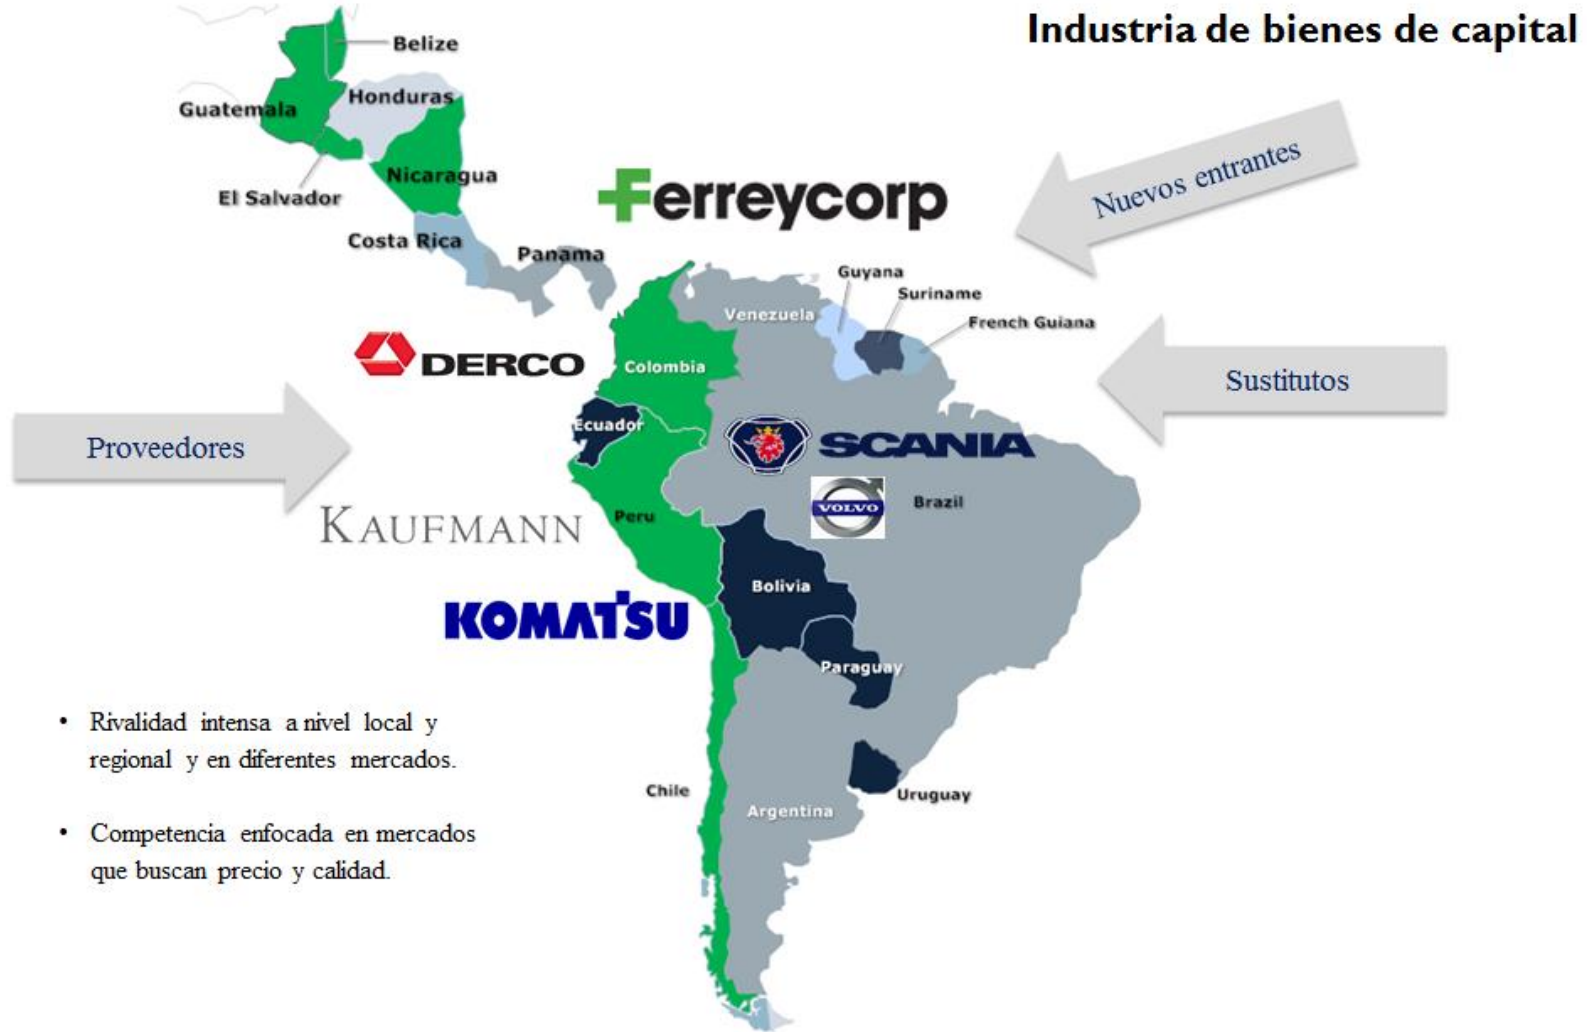 Industria de bienes de capital
Belize
Guatemala
Honduras
El Salvador
Nicaragua
Costa Rica
Panama
Ferreycorp
Nuevos entrantes
Guyana
Suriname
French Guiana
Venezuela
DERCO
Colombia
Sustitutos
Ecuador
SCANIA
Proveedores
VOLVO
Brazil
KAUFMANN
Peru
Bolivia
KOMATSU
Paraguay
• Rivalidad intensa a nivel local y
regional y en diferentes mercados.
Chile
Uruguay
Argentina
• Competencia enfocada en mercados
que buscan precio y calidad.